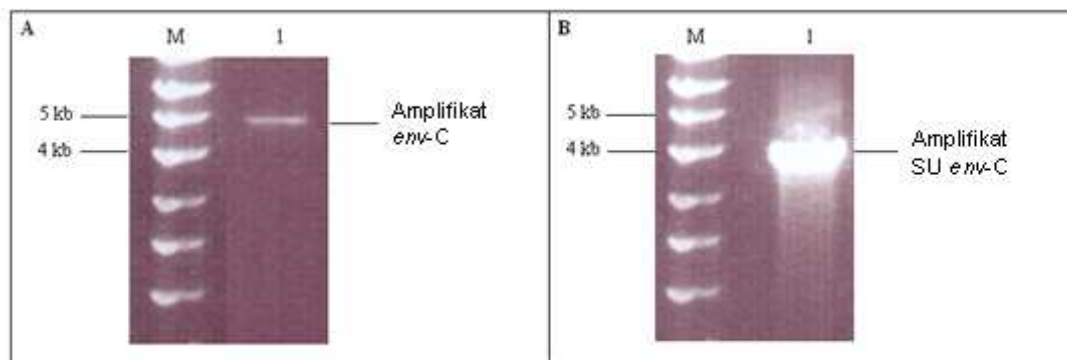 A
M 1
5 kb
4 kb
Amplifikat
env-C
B
M 1
5 kb
4 kb
Amplifikat
SU env-C